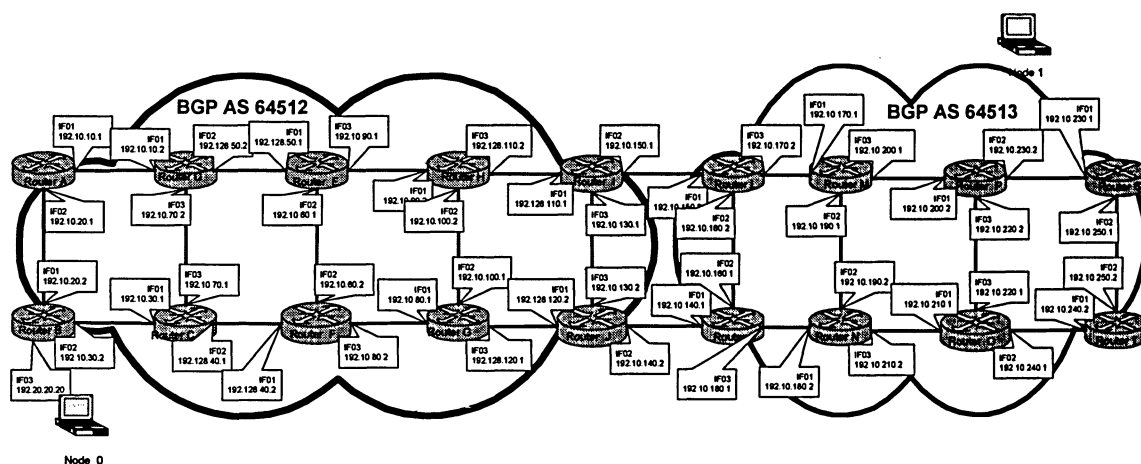 Node 1
BGP AS 64512
BGP AS 64513
IF01
192.10.10.1
IF01
192.10.10.2
IF02
192.128 50.2
IF01
192.128.50.1
IF03
192.10 90.1
IF03
192.128.110.2
IF02
192.10.150.1
IF03
192.10 170.2
IF01
192.10 170.1
IF03
192 10 200 1
IF02
192.10 230.2
IF01
192 10 230 1
Router A
Router F
Router H
Router M
IF02
192.10.20.1
IF03
192.10.70 2
IF02
192.10 60 1
IF01
IF02
192.10.100.2
IF01
192 128 110.1
IF03
192.10 130.1
IF01
IF02
192.10.160 2
IF02
192 10 190 1
IF01
192.10 200 2
IF03
192 10 220 2
IF02
192 10 250.1
IF01
192.10.20.2
IF01
192.10.30.1
IF03
192 10 70.1
IF02
192.10.60.2
IF01
192 10 80.1
IF02
192.10 100.1
IF01
192 128 120.2
IF03
192.10 130 2
IF02
192.10 160 1
IF01
192.10 140.1
IF02
192.10.190.2
IF01
192 10 210 1
IF03
192 10 220.1
IF02
192.10 250.2
IF01
192.10 240.2
Router B
Router C
Router G
Router N
IF02
192 10.30.2
IF03
192.20.20.20
IF02
192.128 40.1
IF01
192.128 40.2
IF03
192.10 80 2
IF03
192.128.120 1
IF02
192.10.140.2
IF03
192 10 180 1
IF01
192.10.180 2
IF03
192 10 210 2
IF02
192 10 240 1
Node 0